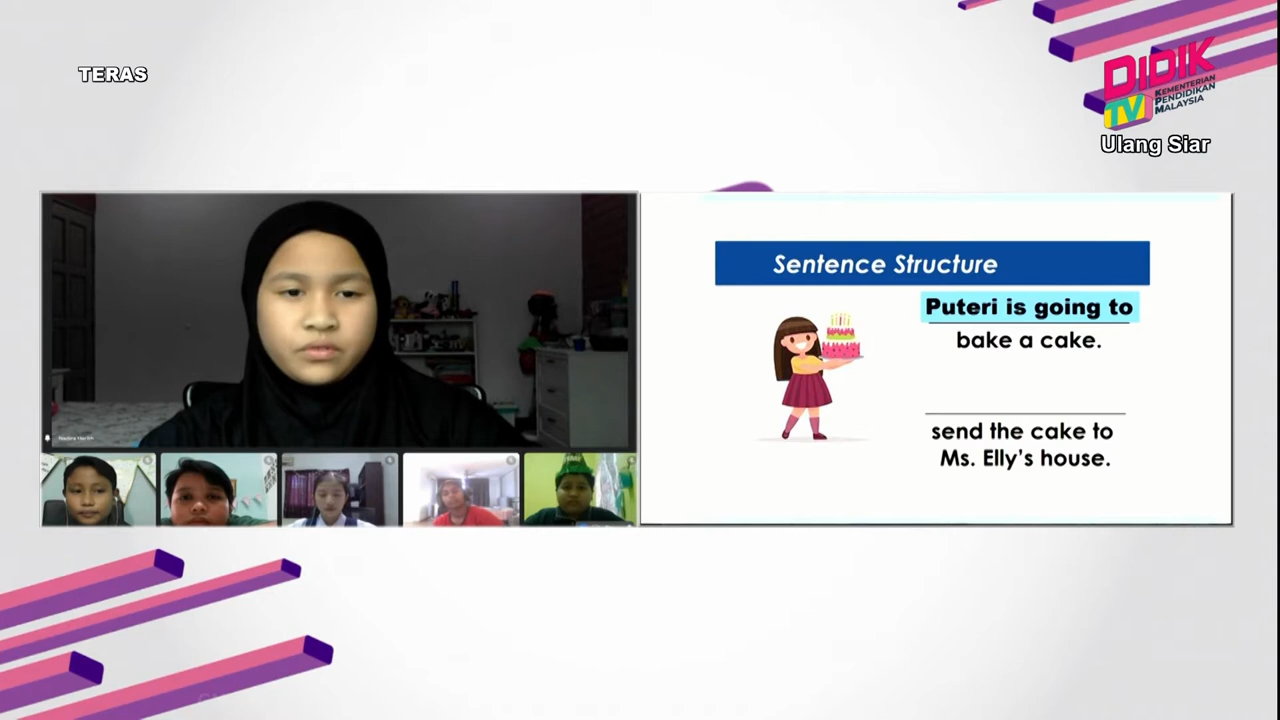 TERAS
DIDIK
TV
KEMENTERIAN
PENDIDIKAN
MALAYSIA
Ulang Siar
Sentence Structure
Puteri is going to
bake a cake.
send the cake to
Ms. Elly's house.